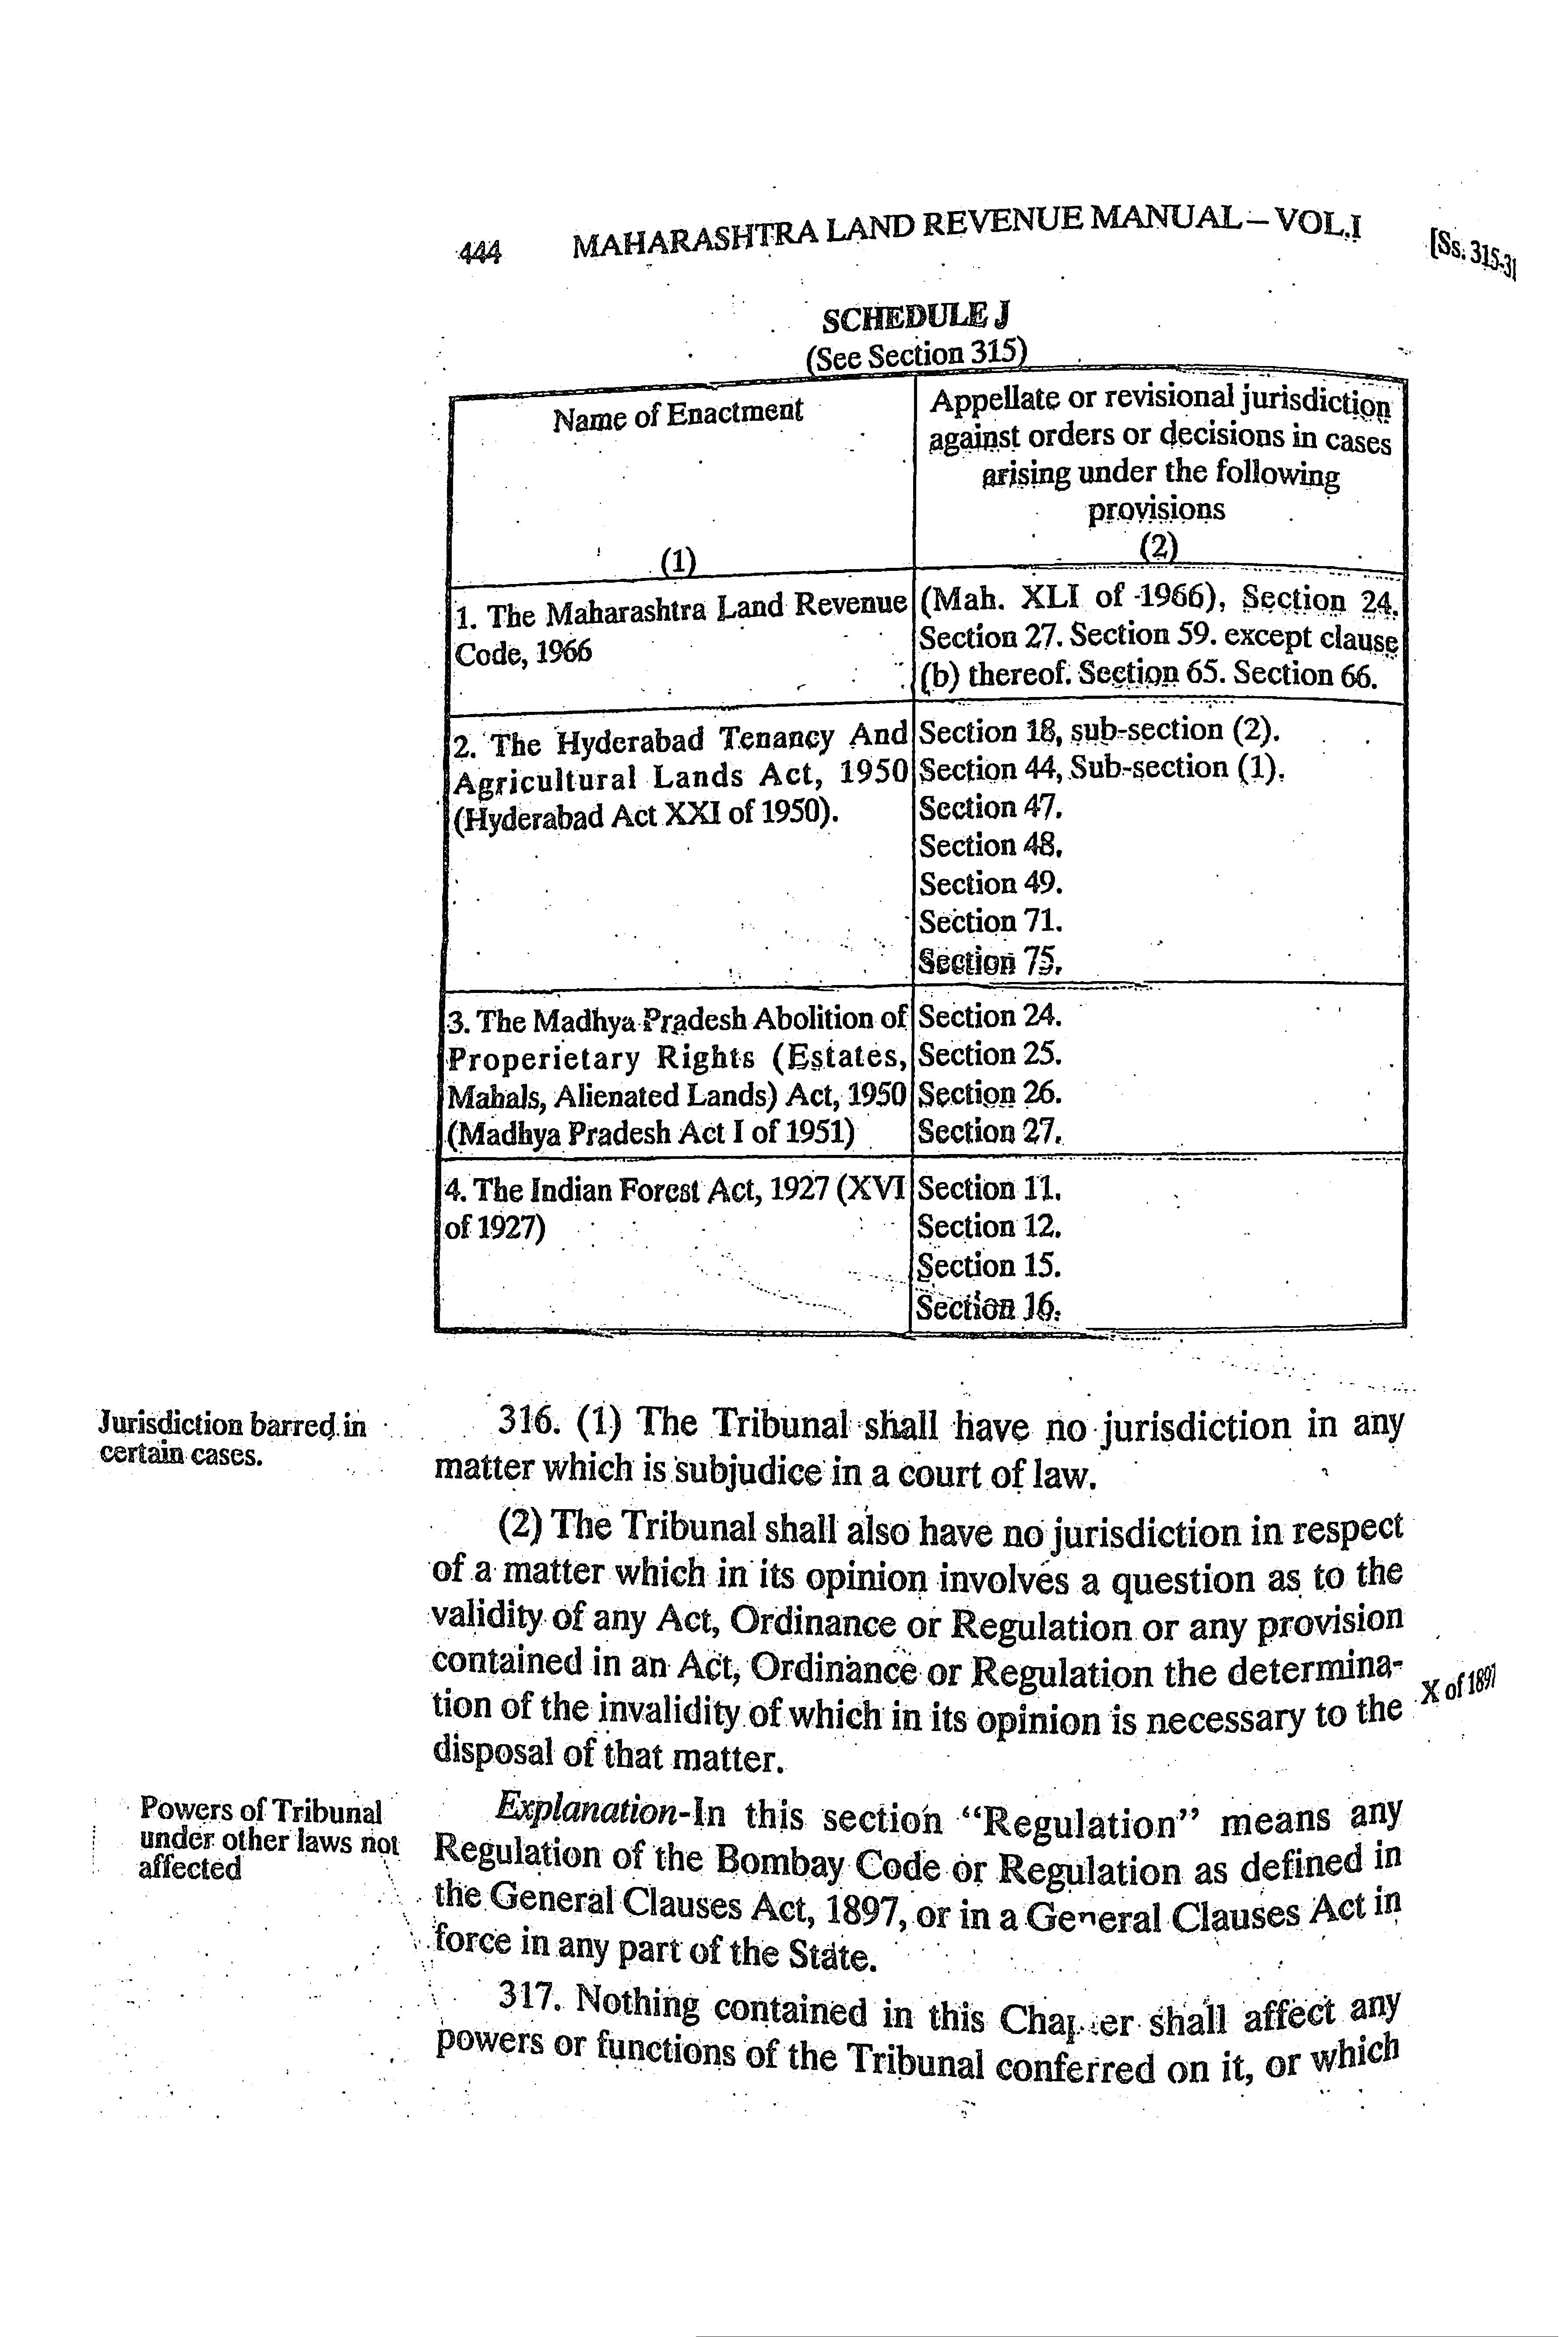 444 MAHARASHTRA LAND REVENUE MANUAL – VOL.I [Ss. 315-3
SCHEDULE J
(See Section 315)
Name of Enactment
(1)
Appellate or revisional jurisdiction
against orders or decisions in cases
arising under the following
provisions
(2)
1. The Maharashtra Land Revenue
Code, 1966
(Mah. XLI of 1966), Section 24.
Section 27. Section 59. except clause
(b) thereof. Section 65. Section 66.
2. The Hyderabad Tenancy And
Agricultural Lands Act, 1950
(Hyderabad Act XXI of 1950).
Section 18, sub-section (2).
Section 44, Sub-section (1).
Section 47.
Section 48.
Section 49.
Section 71.
Section 75.
3. The Madhya Pradesh Abolition of
Properietary Rights (Estates,
Mahals, Alienated Lands) Act, 1950
(Madhya Pradesh Act I of 1951)
Section 24.
Section 25.
Section 26.
Section 27.
4. The Indian Forest Act, 1927 (XVI
of 1927)
Section 11.
Section 12.
Section 15.
Section 16.
Jurisdiction barred in
certain cases.
316. (1) The Tribunal shall have no jurisdiction in any
matter which is subjudice in a court of law.
(2) The Tribunal shall also have no jurisdiction in respect
of a matter which in its opinion involves a question as to the
validity of any Act, Ordinance or Regulation or any provision
contained in an Act, Ordinance or Regulation the determina-
tion of the invalidity of which in its opinion is necessary to the
disposal of that matter.
X of 1897
Explanation-In this section “Regulation” means any
Regulation of the Bombay Code or Regulation as defined in
the General Clauses Act, 1897, or in a General Clauses Act in
force in any part of the State.
Powers of Tribunal
under other laws not
affected
317. Nothing contained in this Chapter shall affect any
powers or functions of the Tribunal conferred on it, or which